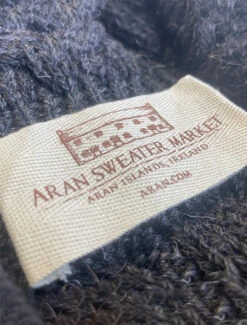 ARAN SWEATER MARKET
ARAN ISLANDS, IRELAND
ARAN.COM